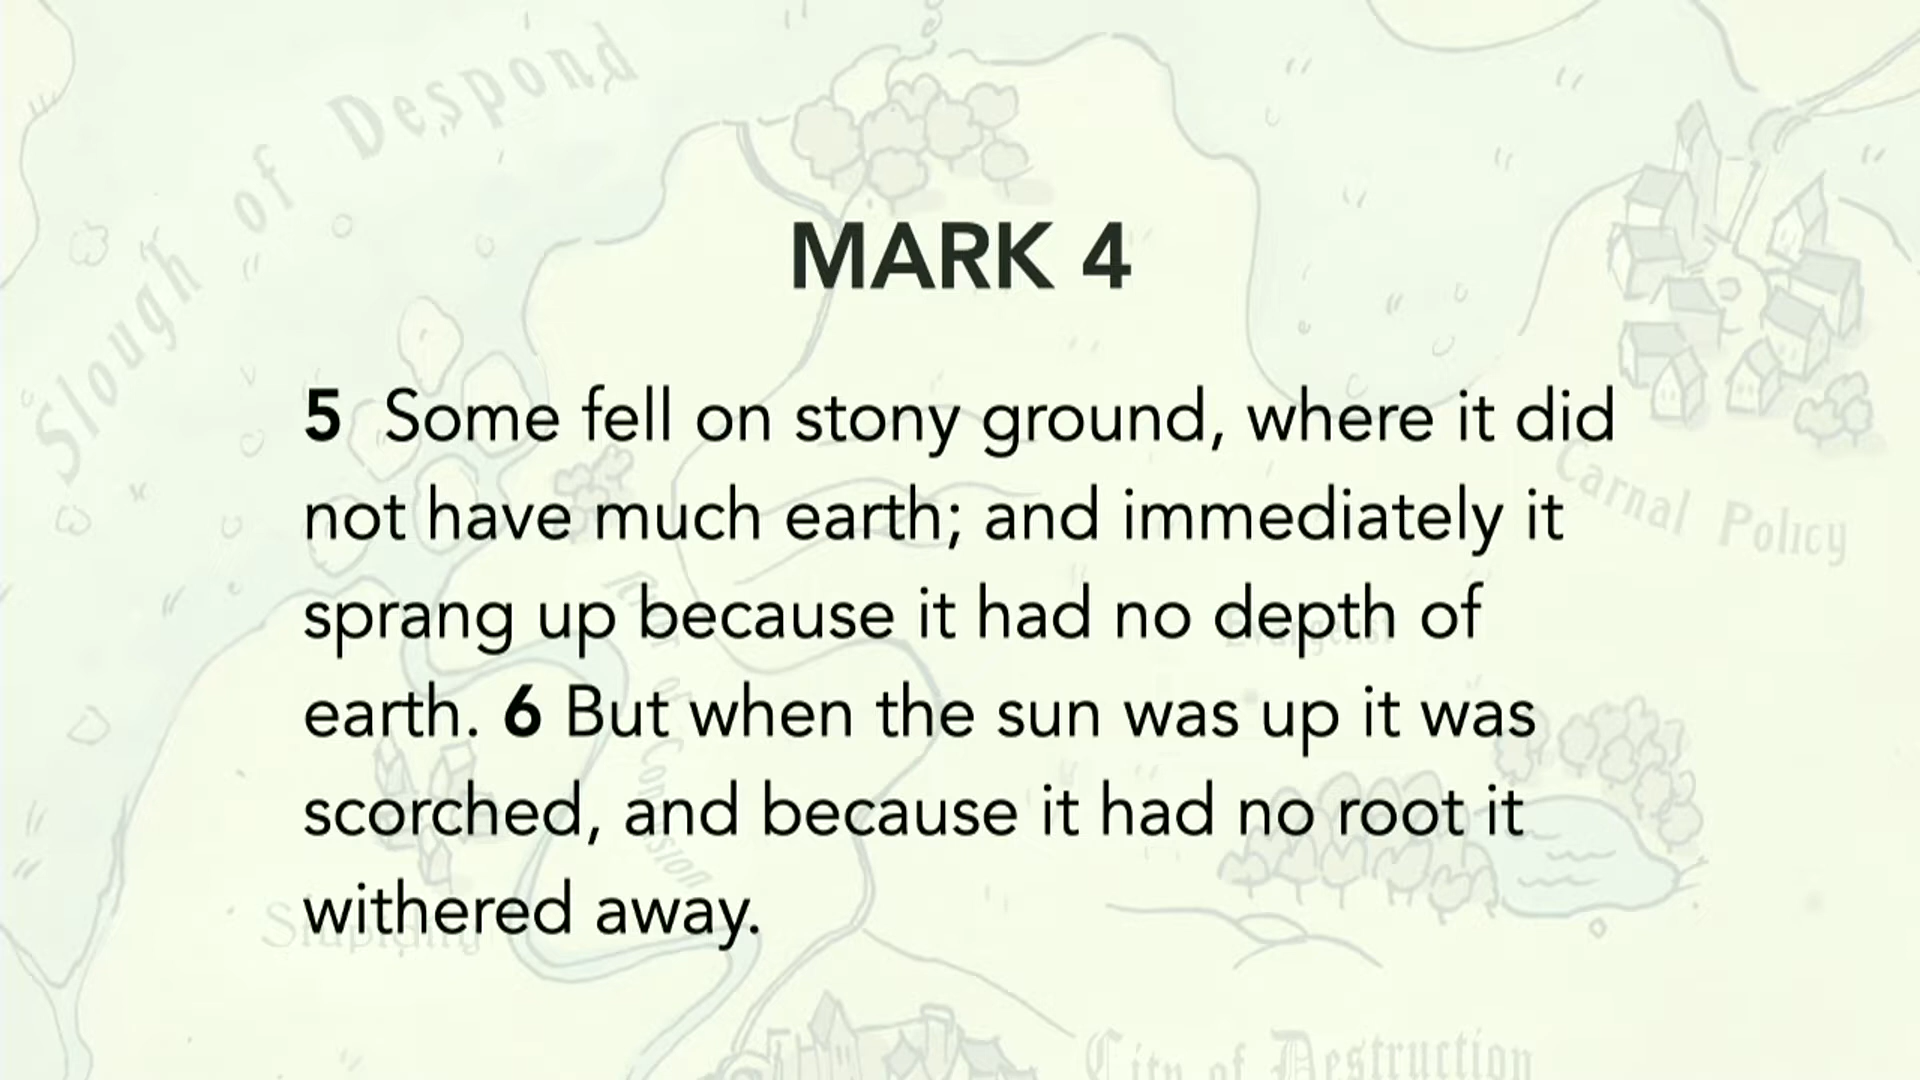 Slough of Despond
MARK 4
5 Some fell on stony ground, where it did
not have much earth; and immediately it
sprang up because it had no depth of
earth. 6 But when the sun was up it was
scorched, and because it had no root it
withered away.
Carnal Policy
Evangelist
Stupidity
City of Destruction